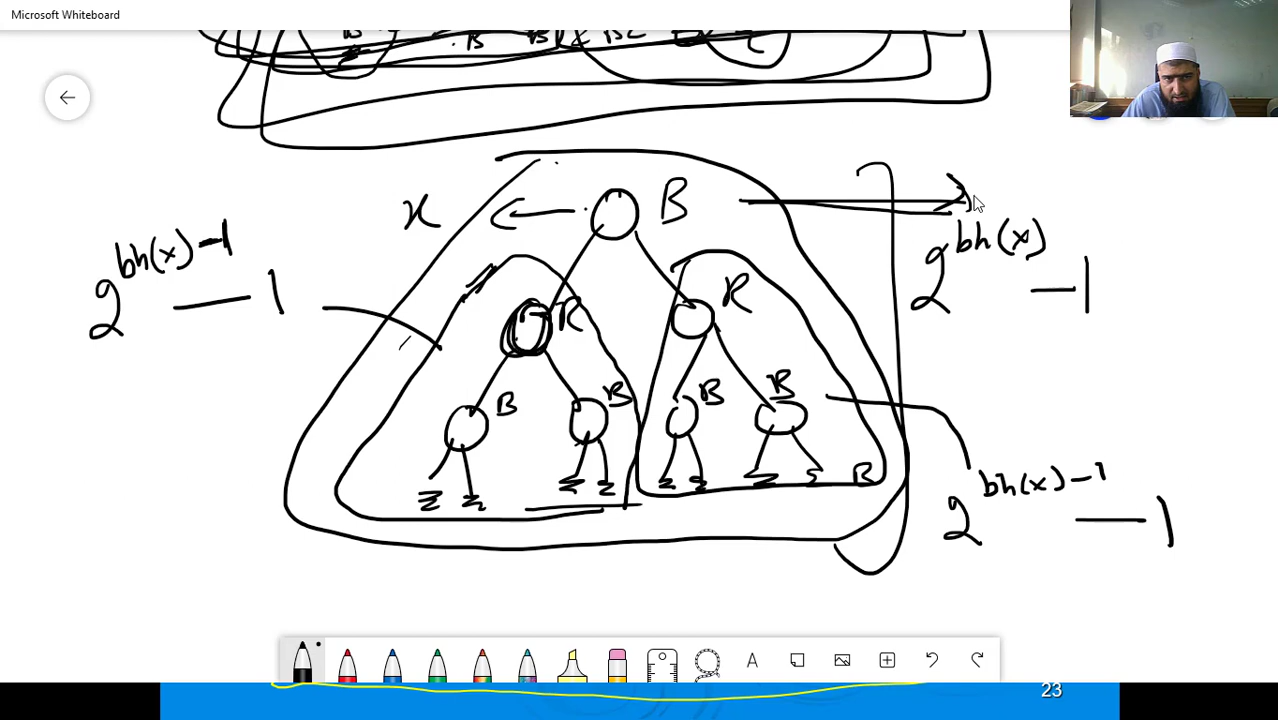 Microsoft Whiteboard
B B B B L
x B
2^bh(x)-1 — 1
2^bh(x) — 1
R R
B B B B
B
2^bh(x)-1 — 1
A
23